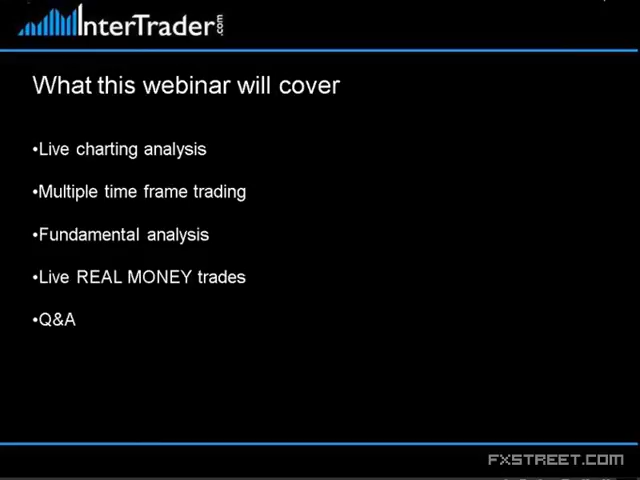 InterTrader.com
What this webinar will cover
•Live charting analysis
•Multiple time frame trading
•Fundamental analysis
•Live REAL MONEY trades
•Q&A
FXSTREET.COM